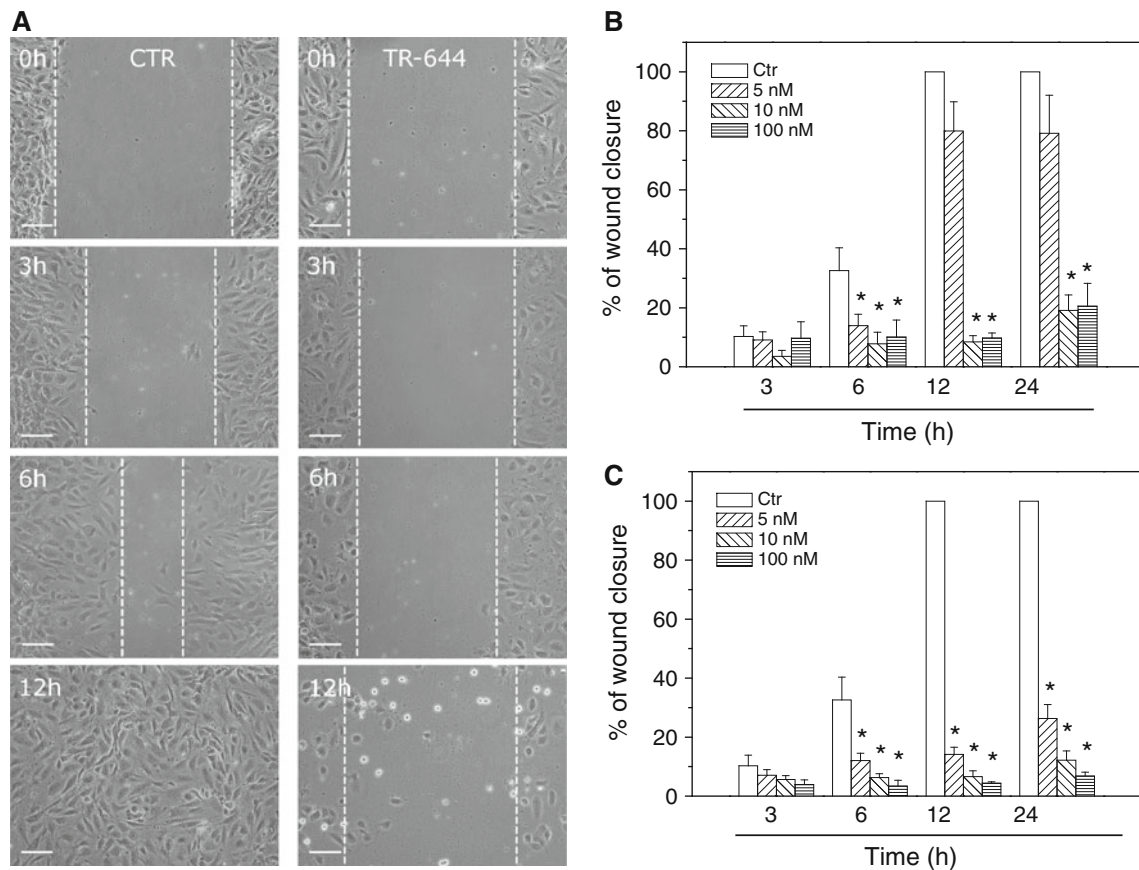 A
0h CTR
0h TR-644
3h
3h
6h
6h
12h
12h
B
% of wound closure
100
80
60
40
20
0
Ctr
5 nM
10 nM
100 nM
* * *
* *
* *
3 6 12 24
Time (h)
C
% of wound closure
100
80
60
40
20
0
Ctr
5 nM
10 nM
100 nM
* * *
* * *
* * *
3 6 12 24
Time (h)